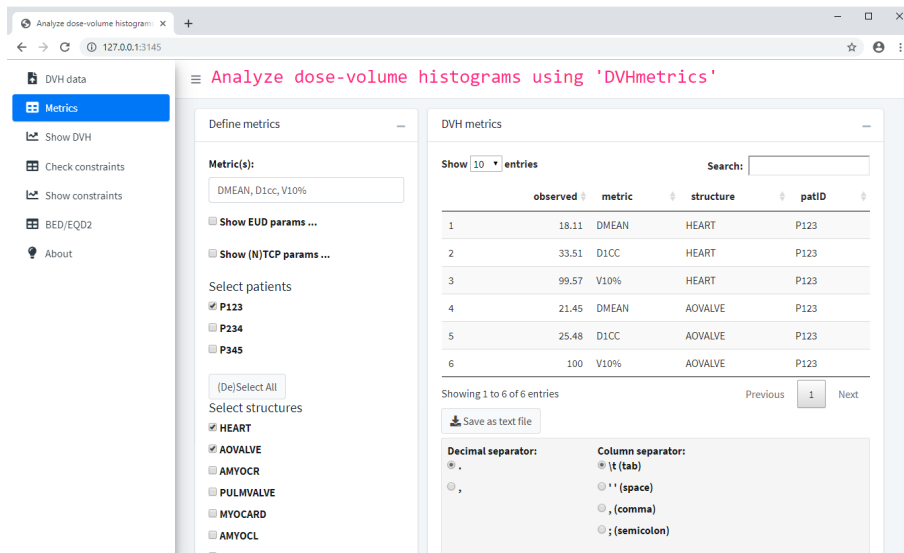 Analyze dose-volume histogram
127.0.0.1:3145
DVH data
Metrics
Show DVH
Check constraints
Show constraints
BED/EQD2
About
Analyze dose-volume histograms using 'DVHmetrics'
Define metrics
Metric(s):
DMEAN, D1cc, V10%
Show EUD params ...
Show (N)TCP params ...
Select patients
P123
P234
P345
(De)Select All
Select structures
HEART
AOVALVE
AMYOCR
PULMVALVE
MYOCARD
AMYOCL
DVH metrics
Show 10 entries Search:
observed metric structure patID
1 18.11 DMEAN HEART P123
2 33.51 D1CC HEART P123
3 99.57 V10% HEART P123
4 21.45 DMEAN AOVALVE P123
5 25.48 D1CC AOVALVE P123
6 100 V10% AOVALVE P123
Showing 1 to 6 of 6 entries Previous 1 Next
Save as text file
Decimal separator: Column separator:
. \t (tab)
, ' ' (space)
, (comma)
; (semicolon)